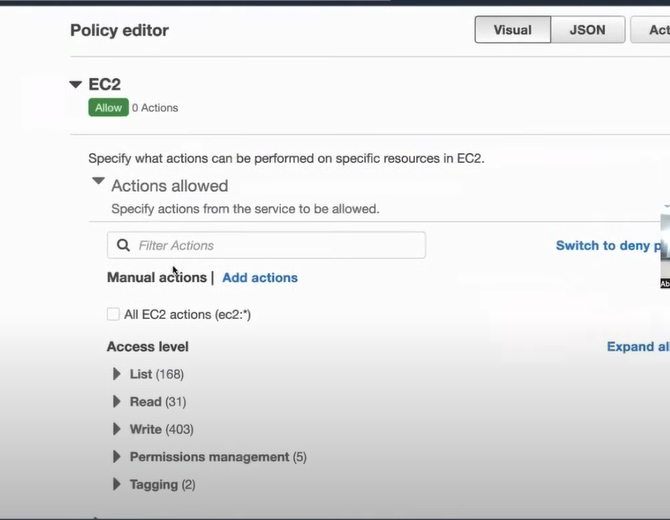 Policy editor
Visual JSON Act
EC2
Allow 0 Actions
Specify what actions can be performed on specific resources in EC2.
Actions allowed
Specify actions from the service to be allowed.
Filter Actions
Switch to deny p
Manual actions | Add actions
Ab
All EC2 actions (ec2:*)
Access level
Expand al
List (168)
Read (31)
Write (403)
Permissions management (5)
Tagging (2)